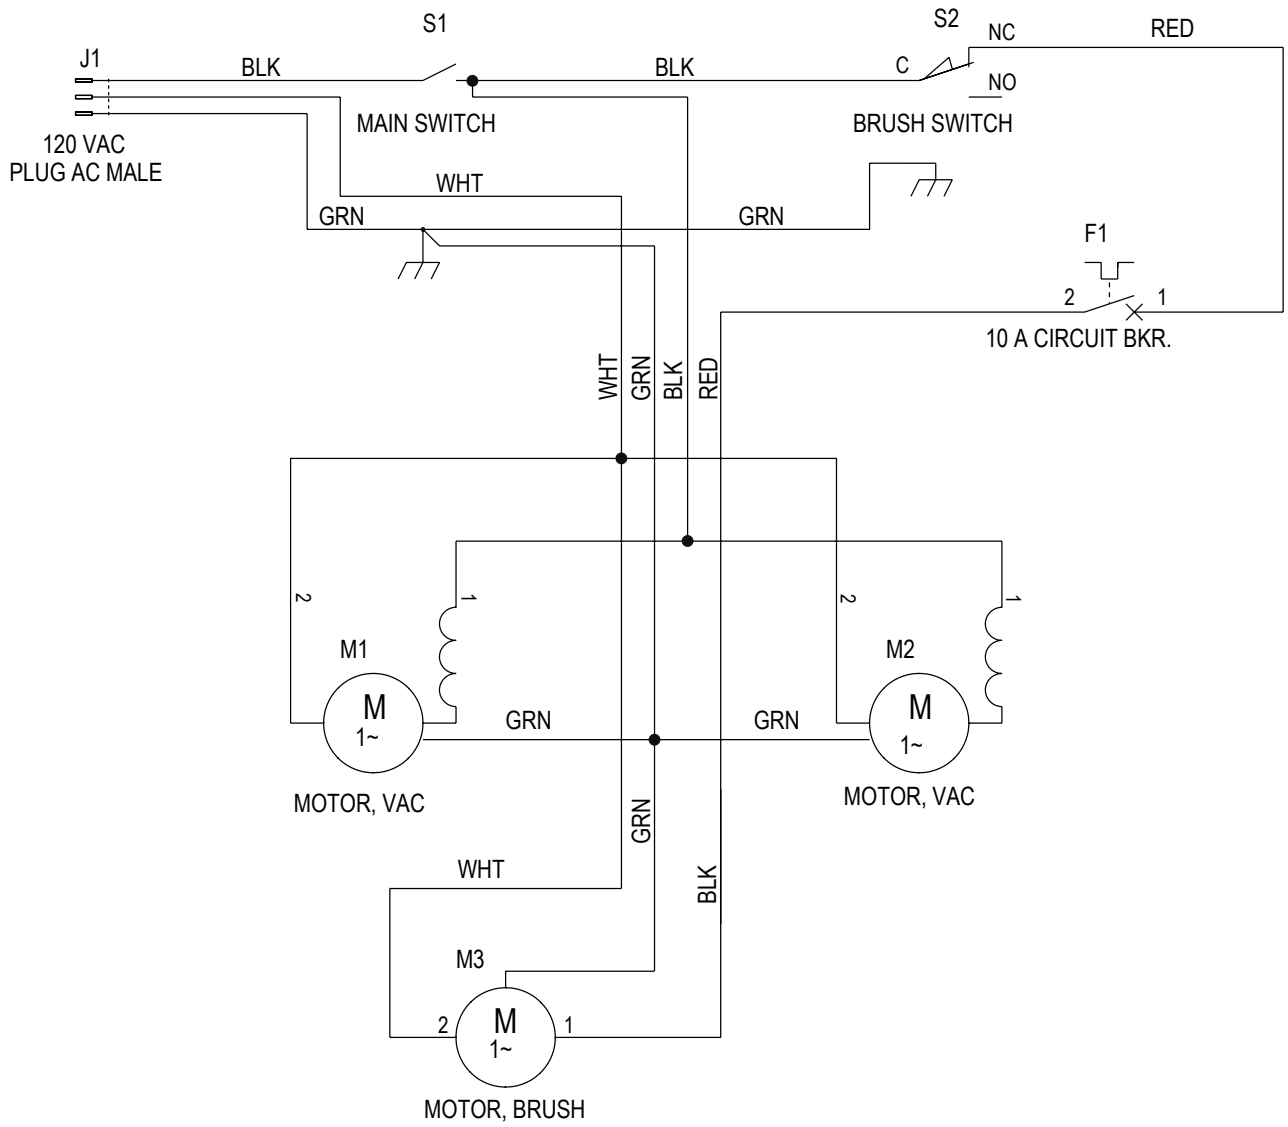 S1
S2
NC
RED
J1
BLK
BLK
C
NO
MAIN SWITCH
BRUSH SWITCH
120 VAC
PLUG AC MALE
WHT
GRN
GRN
F1
2
1
10 A CIRCUIT BKR.
WHT
GRN
BLK
RED
2
1
2
1
M1
M2
M
1~
M
1~
GRN
GRN
MOTOR, VAC
MOTOR, VAC
GRN
WHT
BLK
M3
2
M
1~
1
MOTOR, BRUSH